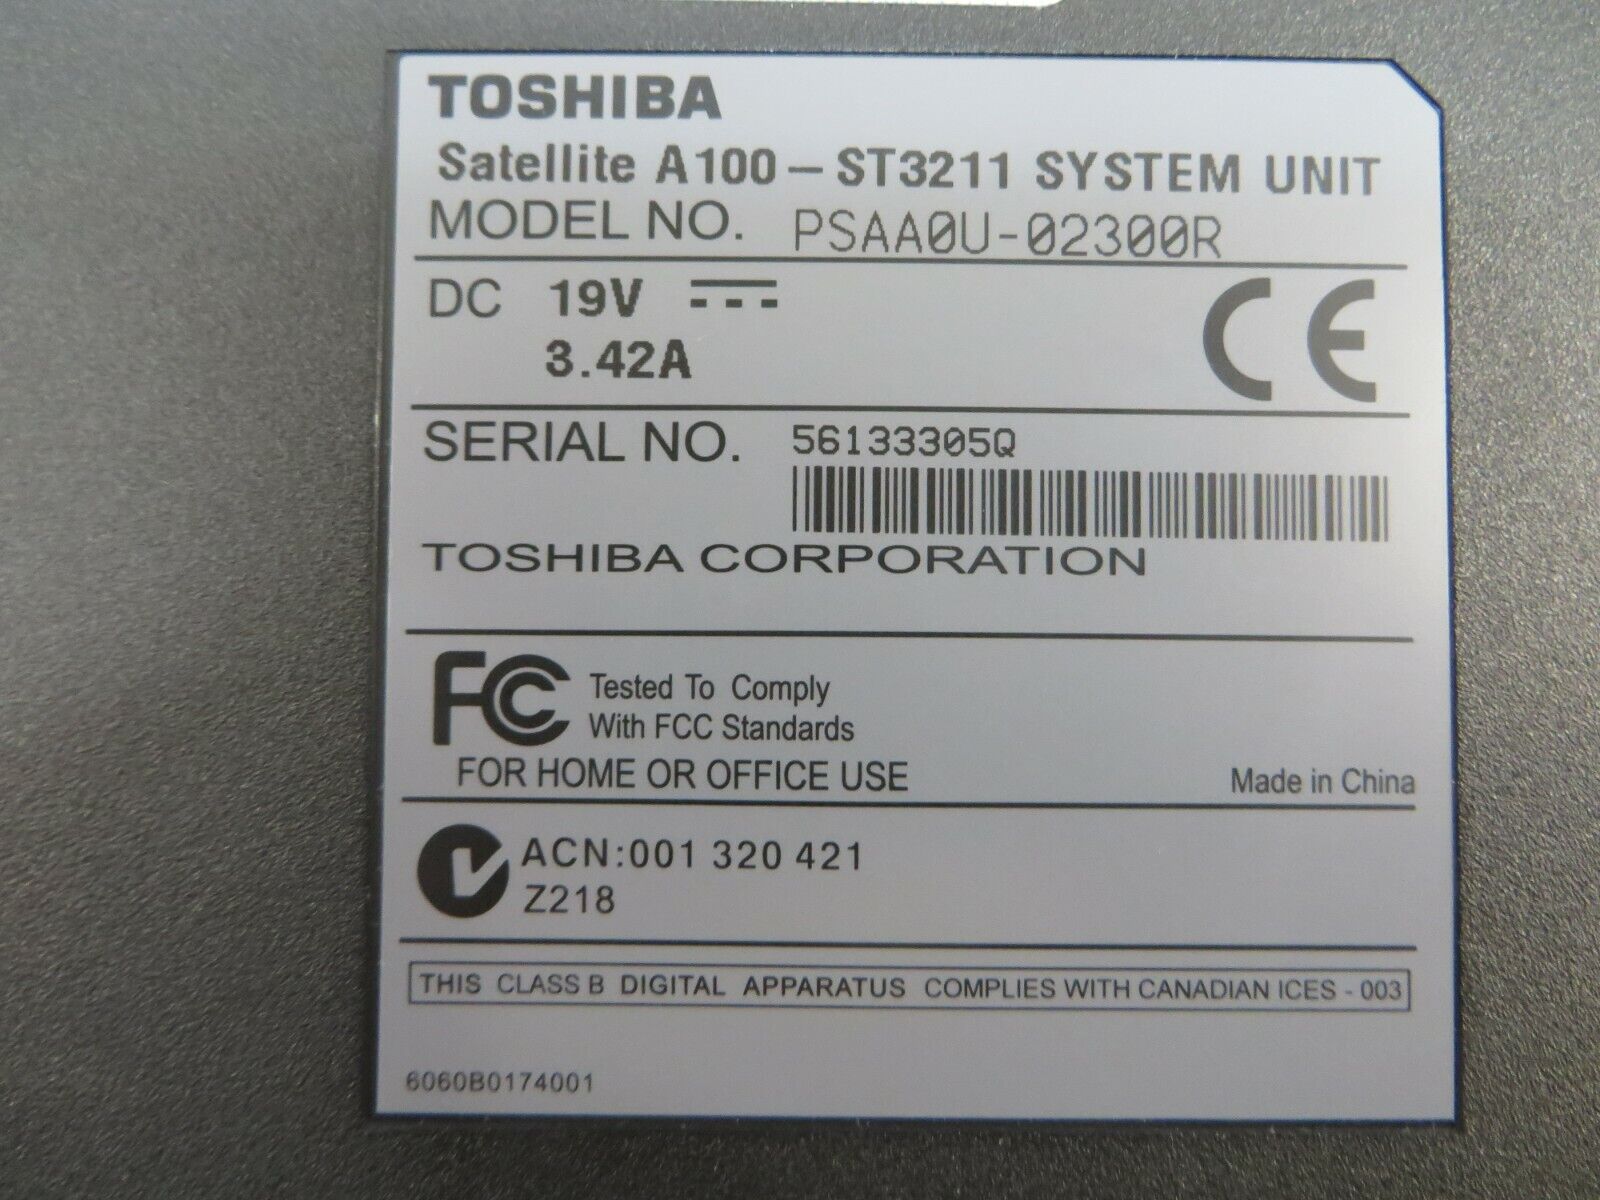 TOSHIBA
Satellite A100 – ST3211 SYSTEM UNIT
MODEL NO. PSAA0U-02300R
DC 19V
3.42A
CE
SERIAL NO. 56133305Q
TOSHIBA CORPORATION
FC Tested To Comply
With FCC Standards
FOR HOME OR OFFICE USE
Made in China
ACN:001 320 421
Z218
THIS CLASS B DIGITAL APPARATUS COMPLIES WITH CANADIAN ICES - 003
6060B0174001